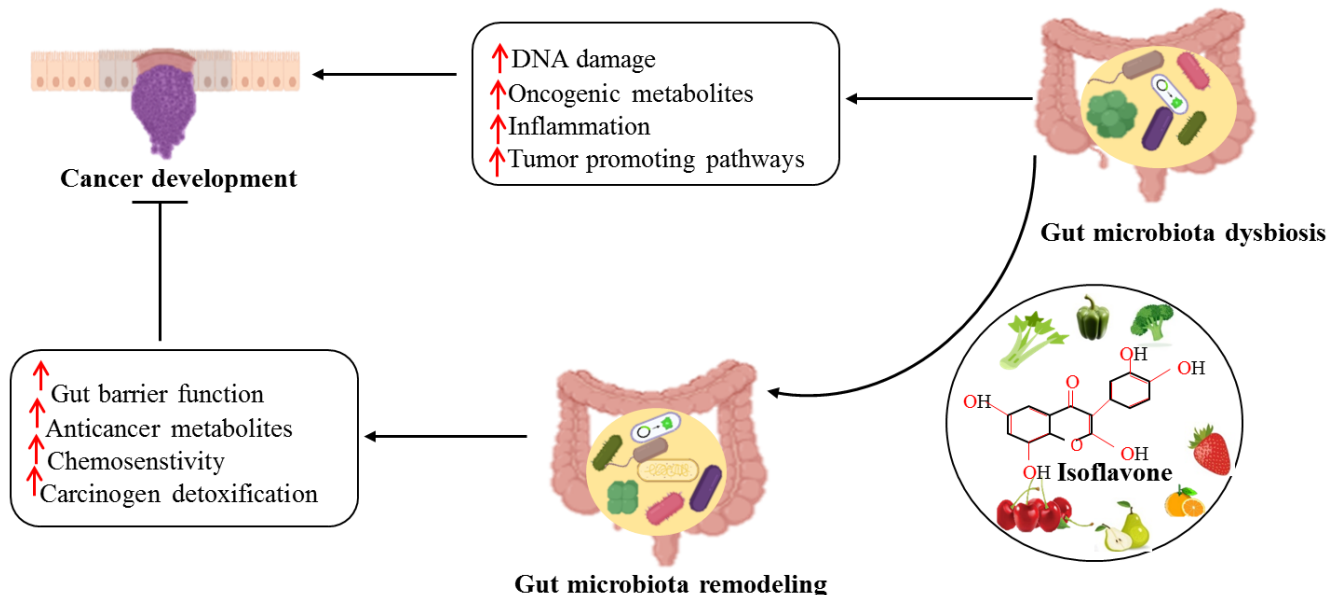 DNA damage
Oncogenic metabolites
Inflammation
Tumor promoting pathways
Cancer development
Gut microbiota dysbiosis
Gut barrier function
Anticancer metabolites
Chemosenstivity
Carcinogen detoxification
Gut microbiota remodeling
OH
OH
O
OH
O
OH
OH
Isoflavone